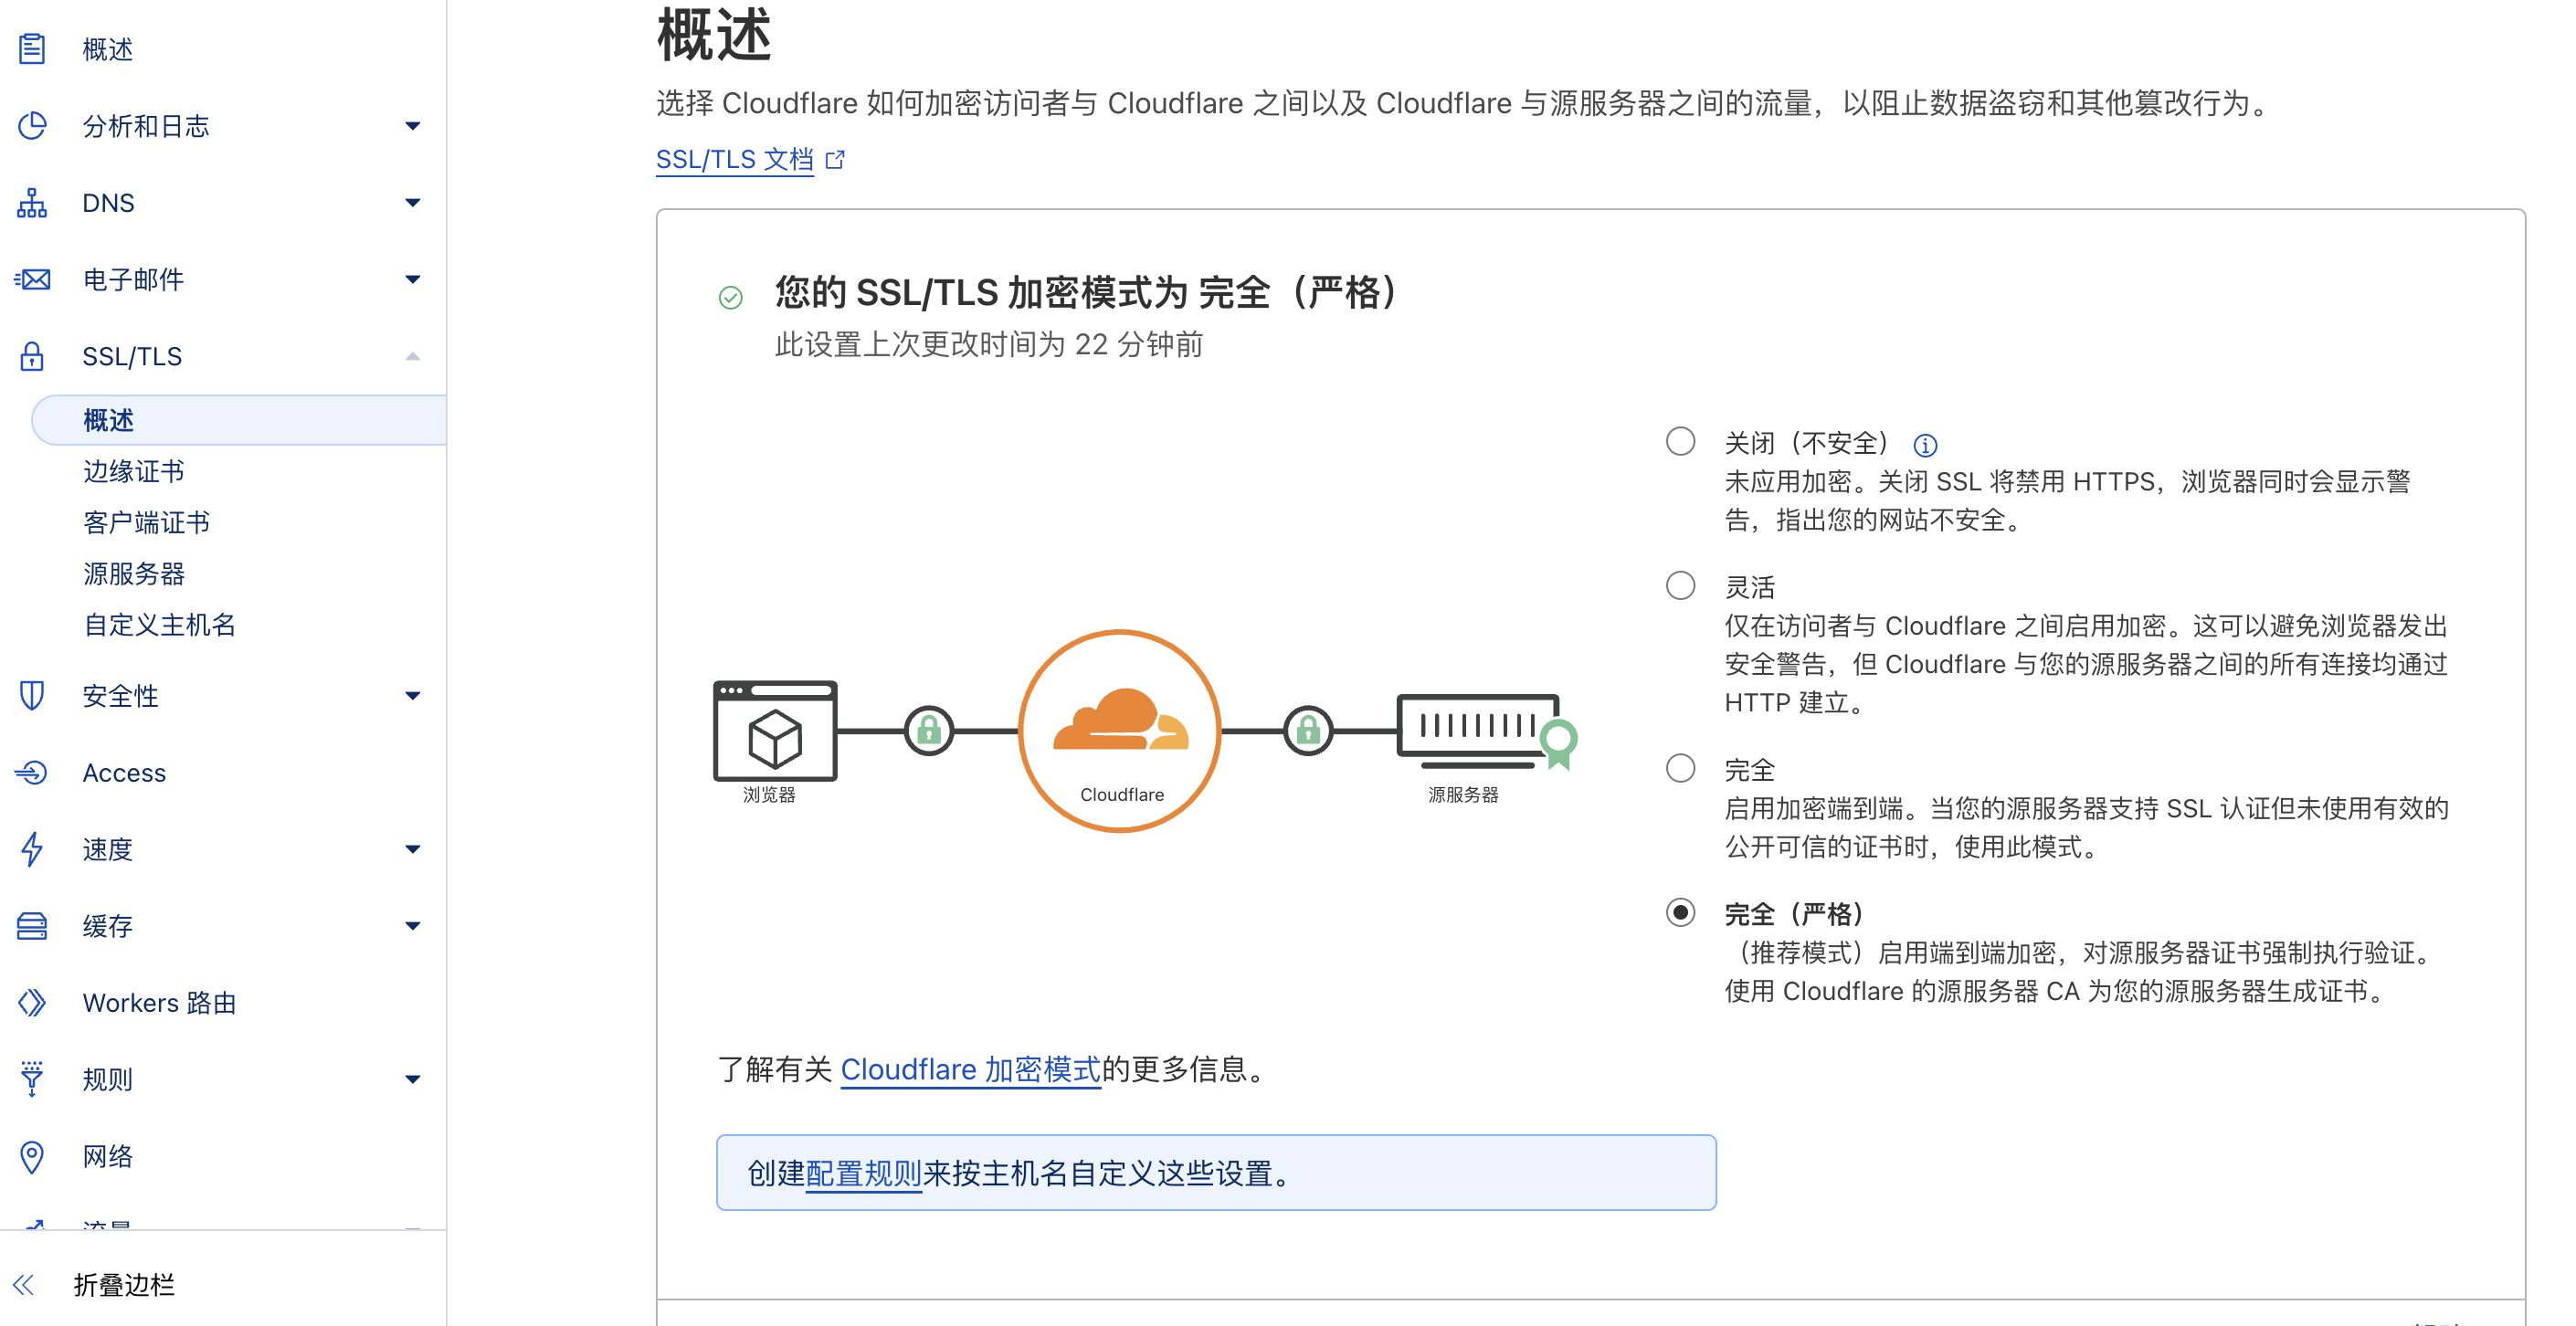 概述
分析和日志
DNS
电子邮件
SSL/TLS
概述
边缘证书
客户端证书
源服务器
自定义主机名
安全性
Access
速度
缓存
Workers 路由
规则
网络
折叠边栏
概述
选择 Cloudflare 如何加密访问者与 Cloudflare 之间以及 Cloudflare 与源服务器之间的流量，以阻止数据盗窃和其他篡改行为。
SSL/TLS 文档
您的 SSL/TLS 加密模式为 完全（严格）
此设置上次更改时间为 22 分钟前
浏览器
Cloudflare
源服务器
关闭（不安全）
未应用加密。关闭 SSL 将禁用 HTTPS，浏览器同时会显示警
告，指出您的网站不安全。
灵活
仅在访问者与 Cloudflare 之间启用加密。这可以避免浏览器发出
安全警告，但 Cloudflare 与您的源服务器之间的所有连接均通过
HTTP 建立。
完全
启用加密端到端。当您的源服务器支持 SSL 认证但未使用有效的
公开可信的证书时，使用此模式。
完全（严格）
（推荐模式）启用端到端加密，对源服务器证书强制执行验证。
使用 Cloudflare 的源服务器 CA 为您的源服务器生成证书。
了解有关 Cloudflare 加密模式的更多信息。
创建配置规则来按主机名自定义这些设置。